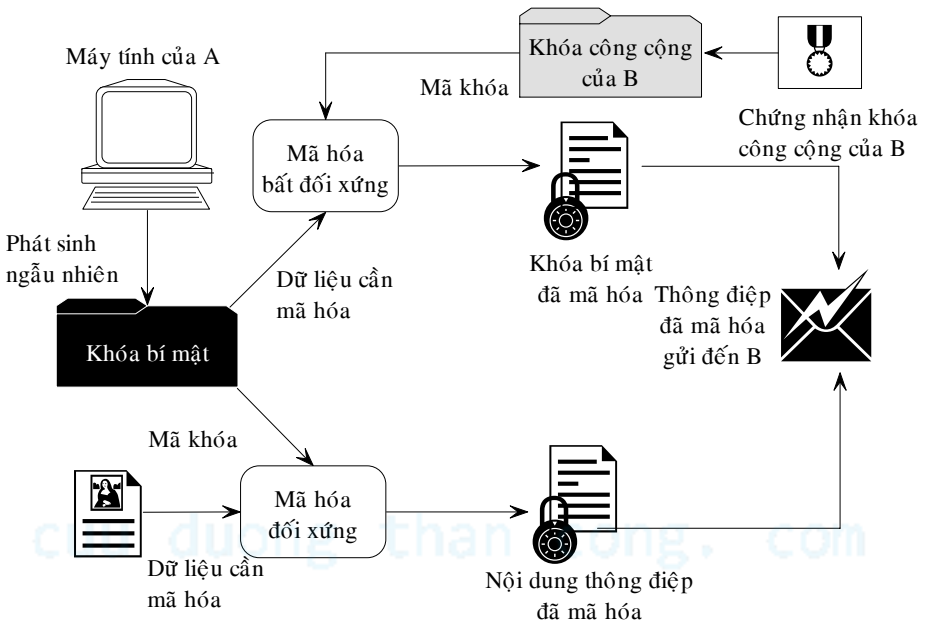 Máy tính của A
Khóa công cộng
của B
Mã khóa
Chứng nhận khóa
công cộng của B
Mã hóa
bất đối xứng
Phát sinh
ngẫu nhiên
Dữ liệu cần
mã hóa
Khóa bí mật
đã mã hóa
Thông điệp
đã mã hóa
gửi đến B
Khóa bí mật
Mã khóa
Mã hóa
đối xứng
Dữ liệu cần
mã hóa
Nội dung thông điệp
đã mã hóa
cuu duong than cong. com